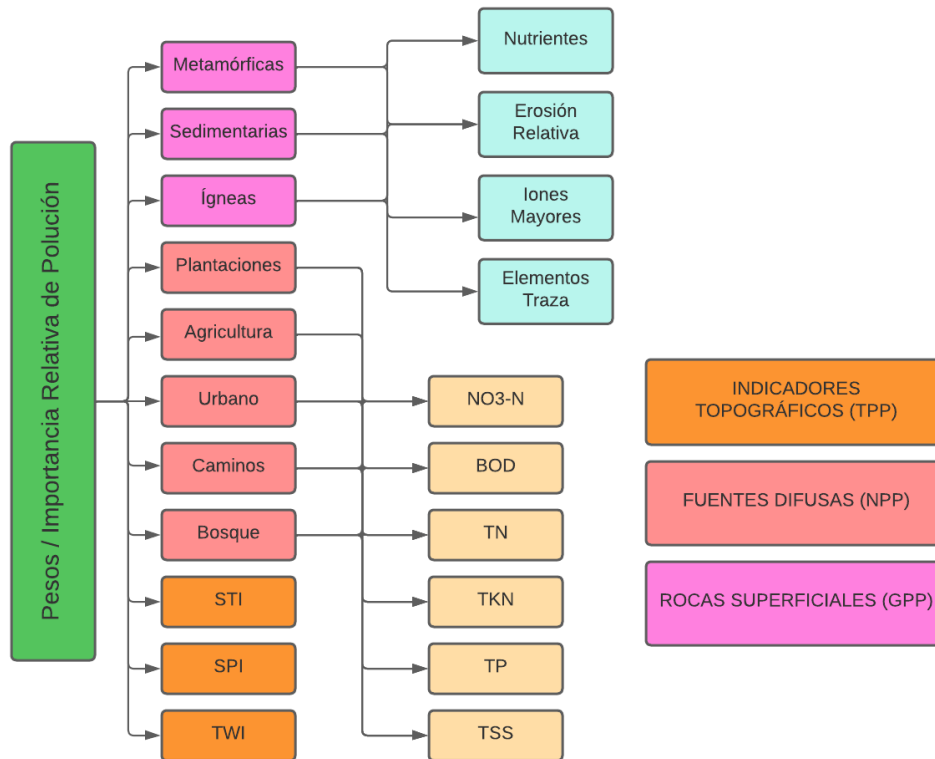 Pesos / Importancia Relativa de Polución
Metamórficas
Sedimentarias
Ígneas
Plantaciones
Agricultura
Urbano
Caminos
Bosque
STI
SPI
TWI
Nutrientes
Erosión
Relativa
Iones
Mayores
Elementos
Traza
NO3-N
BOD
TN
TKN
TP
TSS
INDICADORES
TOPOGRÁFICOS (TPP)
FUENTES DIFUSAS (NPP)
ROCAS SUPERFICIALES (GPP)